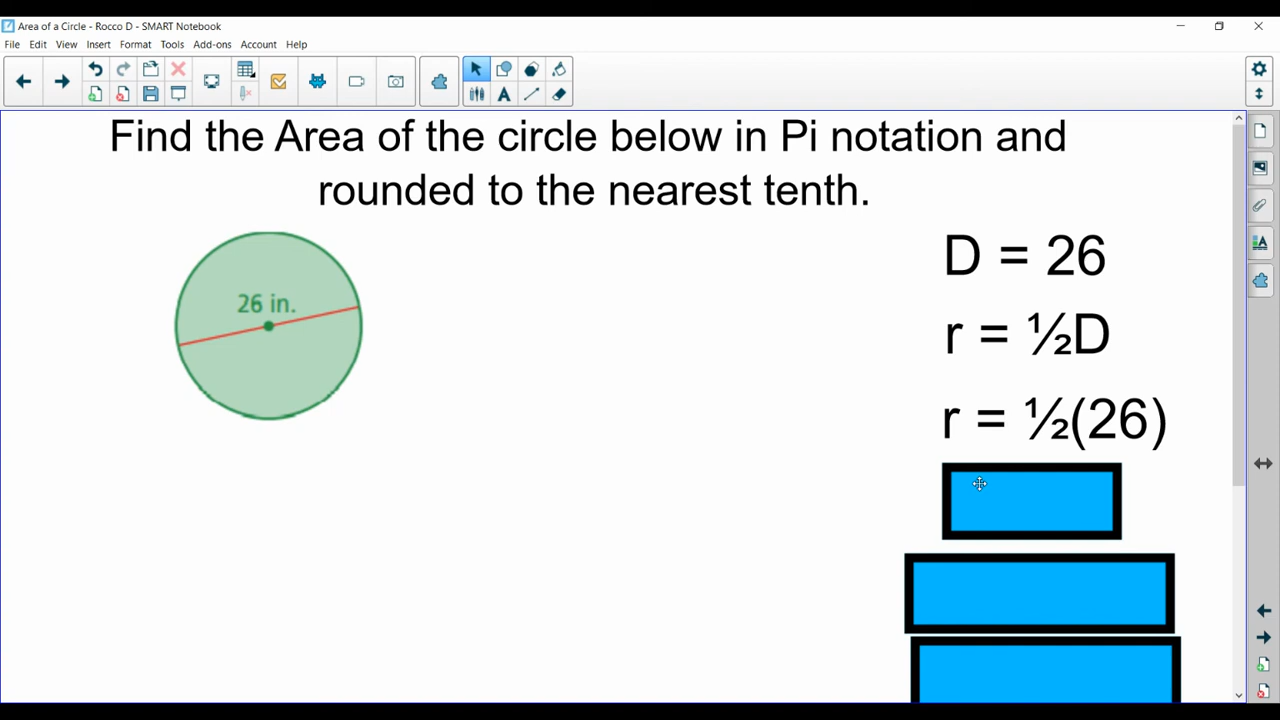 Area of a Circle - Rocco D - SMART Notebook
File Edit View Insert Format Tools Add-ons Account Help
Find the Area of the circle below in Pi notation and
rounded to the nearest tenth.
26 in.
D = 26
r = ½D
r = ½(26)